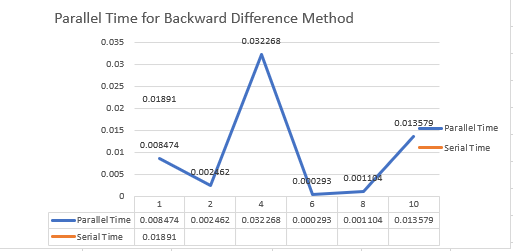 Parallel Time for Backward Difference Method
0.035
0.03
0.025
0.02
0.015
0.01
0.005
0
0.032268
0.01891
0.008474
0.002462
0.000293
0.001104
0.013579
Parallel Time
Serial Time
1 2 4 6 8 10
Parallel Time 0.008474 0.002462 0.032268 0.000293 0.001104 0.013579
Serial Time 0.01891